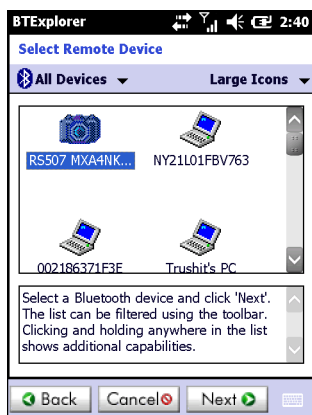 BTExplorer 2:40
Select Remote Device
All Devices Large Icons
RS507 MXA4NK... NY21L01FBV763
002186371F3E Trushit's PC
Select a Bluetooth device and click 'Next'.
The list can be filtered using the toolbar.
Clicking and holding anywhere in the list
shows additional capabilities.
Back Cancel Next